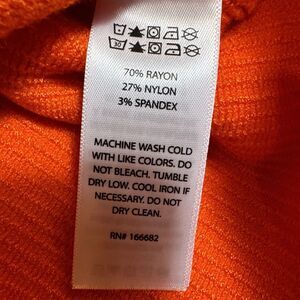 30
70% RAYON
27% NYLON
3% SPANDEX
MACHINE WASH COLD
WITH LIKE COLORS. DO
NOT BLEACH. TUMBLE
DRY LOW. COOL IRON IF
NECESSARY. DO NOT
DRY CLEAN.
RN# 166682